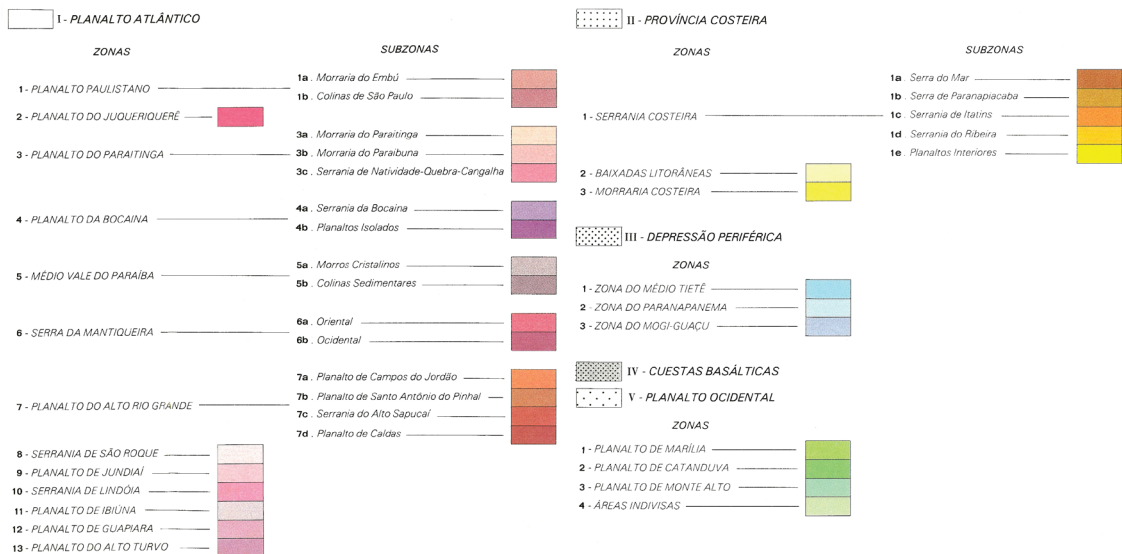 I - PLANALTO ATLÂNTICO
ZONAS
SUBZONAS
1 - PLANALTO PAULISTANO
1a . Morraria do Embú
1b . Colinas de São Paulo
2 - PLANALTO DO JUQUERIQUERÊ
3 - PLANALTO DO PARAITINGA
3a . Morraria do Paraitinga
3b . Morraria do Paraibuna
3c . Serrania de Natividade-Quebra-Cangalha
4 - PLANALTO DA BOCAINA
4a . Serrania da Bocaina
4b . Planaltos Isolados
5 - MÉDIO VALE DO PARAÍBA
5a . Morros Cristalinos
5b . Colinas Sedimentares
6 - SERRA DA MANTIQUEIRA
6a . Oriental
6b . Ocidental
7 - PLANALTO DO ALTO RIO GRANDE
7a . Planalto de Campos do Jordão
7b . Planalto de Santo Antônio do Pinhal
7c . Serrania do Alto Sapucaí
7d . Planalto de Caldas
8 - SERRANIA DE SÃO ROQUE
9 - PLANALTO DE JUNDIAÍ
10 - SERRANIA DE LINDÓIA
11 - PLANALTO DE IBIÚNA
12 - PLANALTO DE GUAPIARA
13 - PLANALTO DO ALTO TURVO
II - PROVÍNCIA COSTEIRA
ZONAS
SUBZONAS
1 - SERRANIA COSTEIRA
1a . Serra do Mar
1b . Serra de Paranapiacaba
1c . Serrania de Itatins
1d . Serrania do Ribeira
1e . Planaltos Interiores
2 - BAIXADAS LITORÂNEAS
3 - MORRARIA COSTEIRA
III - DEPRESSÃO PERIFÉRICA
ZONAS
1 - ZONA DO MÉDIO TIETÊ
2 - ZONA DO PARANAPANEMA
3 - ZONA DO MOGI-GUAÇU
IV - CUESTAS BASÁLTICAS
V - PLANALTO OCIDENTAL
ZONAS
1 - PLANALTO DE MARÍLIA
2 - PLANALTO DE CATANDUVA
3 - PLANALTO DE MONTE ALTO
4 - ÁREAS INDIVISAS